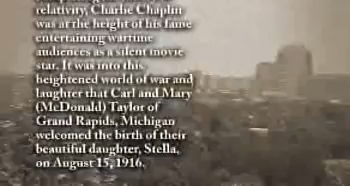 relativity, Charlie Chaplin
was at the height of his fame
entertaining wartime
audiences as a silent movie
star. It was into this
heightened world of war and
laughter that Carl and Mary
(McDonald) Taylor of
Grand Rapids, Michigan
welcomed the birth of their
beautiful daughter, Stella,
on August 15, 1916.